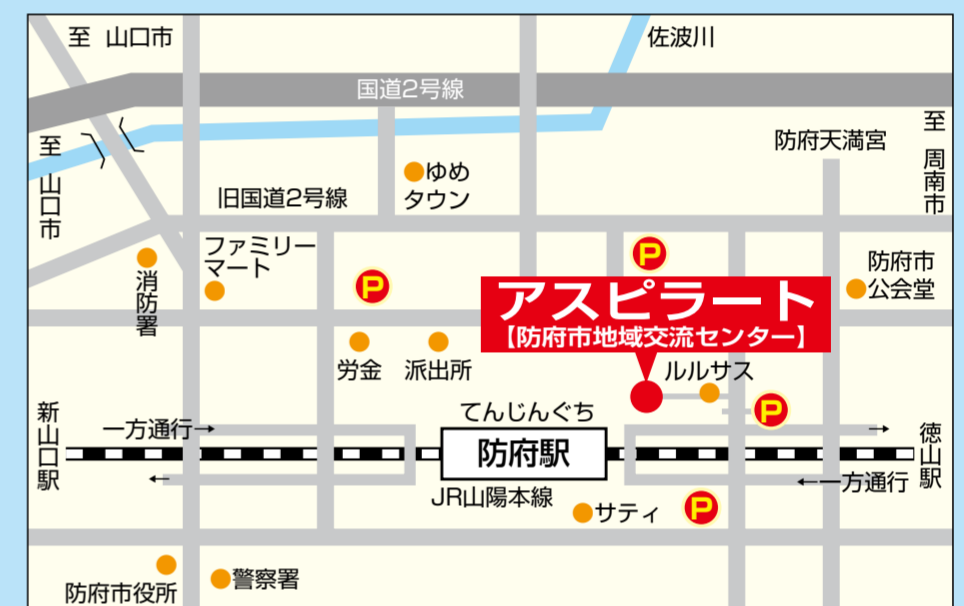 至 山口市
佐波川
国道2号線
至 山口市
至 周南市
防府天満宮
ゆめ
タウン
旧国道2号線
ファミリー
マート
消防署
P
P
防府市
公会堂
アスピラート
【防府市地域交流センター】
労金
派出所
ルルサス
P
新山口駅
一方通行→
てんじんぐち
防府駅
→
徳山駅
←
JR山陽本線
←一方通行
サティ
P
防府市役所
警察署